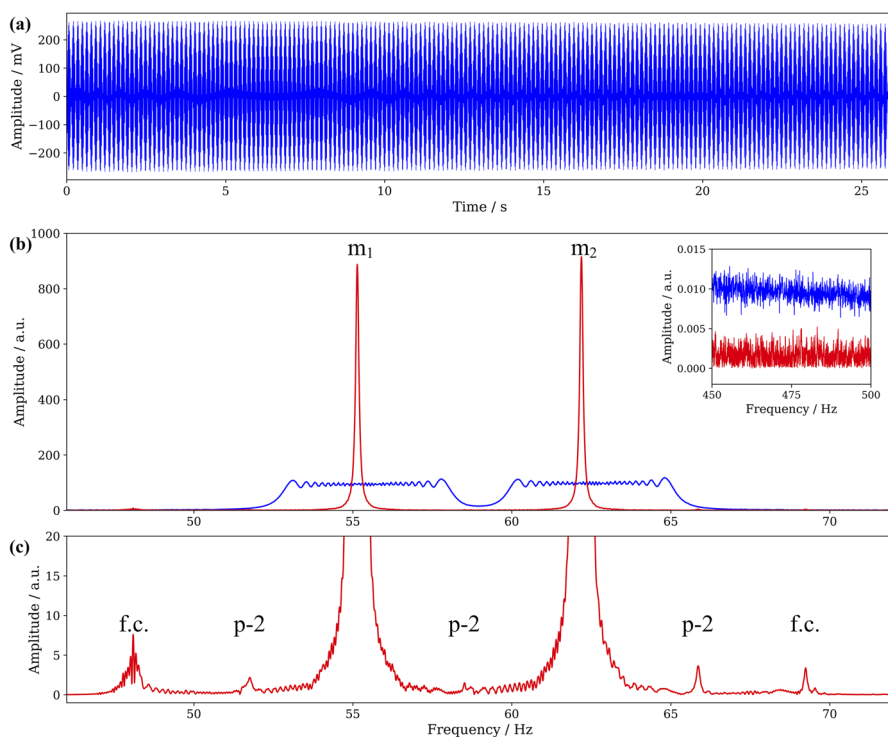 (a)
Amplitude / mV
200
100
0
−100
−200
0 5 10 15 20 25
Time / s
(b)
Amplitude / a.u.
1000
800
600
400
200
0
m₁ m₂
50 55 60 65 70
Amplitude / a.u.
0.015
0.010
0.005
0.000
450 475 500
Frequency / Hz
(c)
Amplitude / a.u.
20
15
10
5
0
f.c. p-2 p-2 p-2 f.c.
50 55 60 65 70
Frequency / Hz